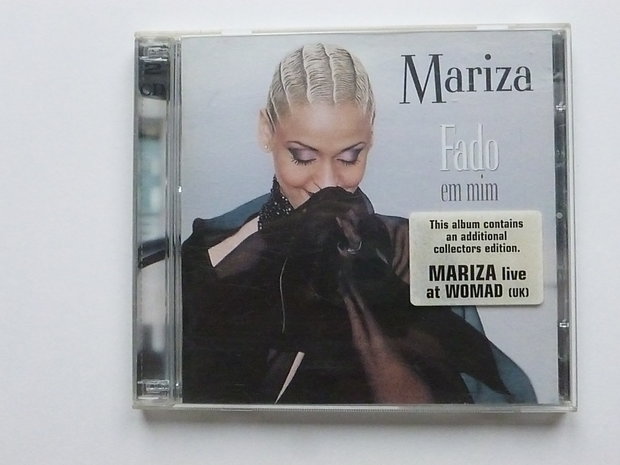 Mariza
Fado
em mim
This album contains
an additional
collectors edition.
MARIZA live
at WOMAD (UK)